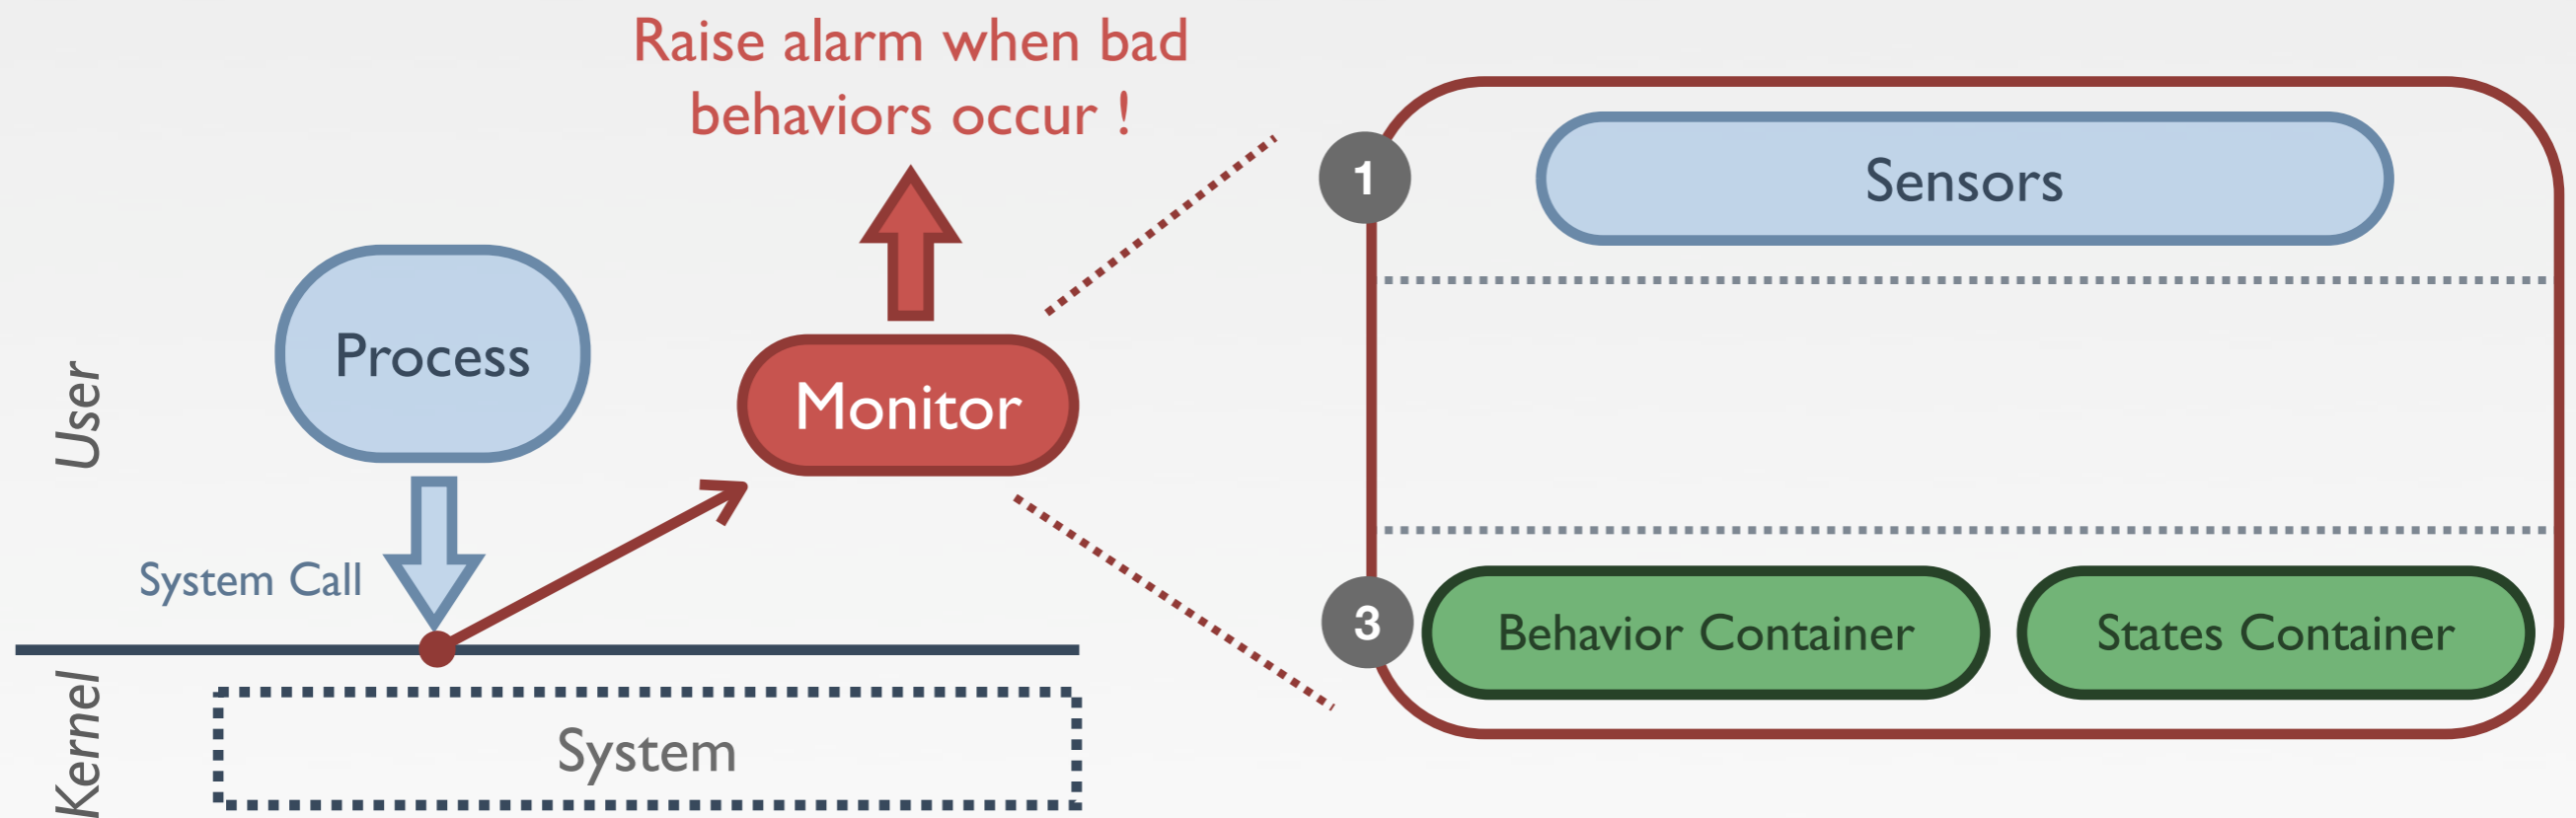 Raise alarm when bad
behaviors occur !
1
Sensors
Process
Monitor
User
System Call
3
Behavior Container
States Container
Kernel
System